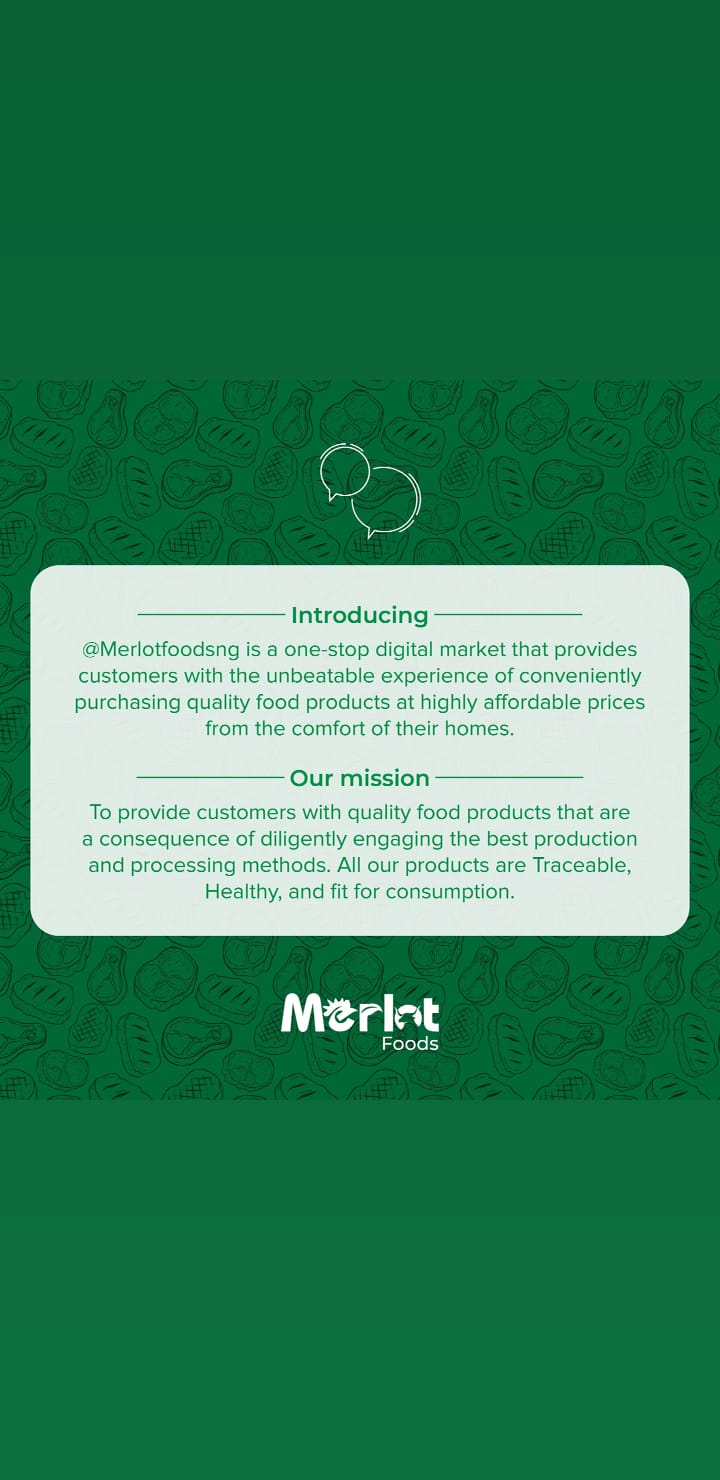 Introducing
@Merlotfoodsng is a one-stop digital market that provides
customers with the unbeatable experience of conveniently
purchasing quality food products at highly affordable prices
from the comfort of their homes.
Our mission
To provide customers with quality food products that are
a consequence of diligently engaging the best production
and processing methods. All our products are Traceable,
Healthy, and fit for consumption.
Merlot
Foods